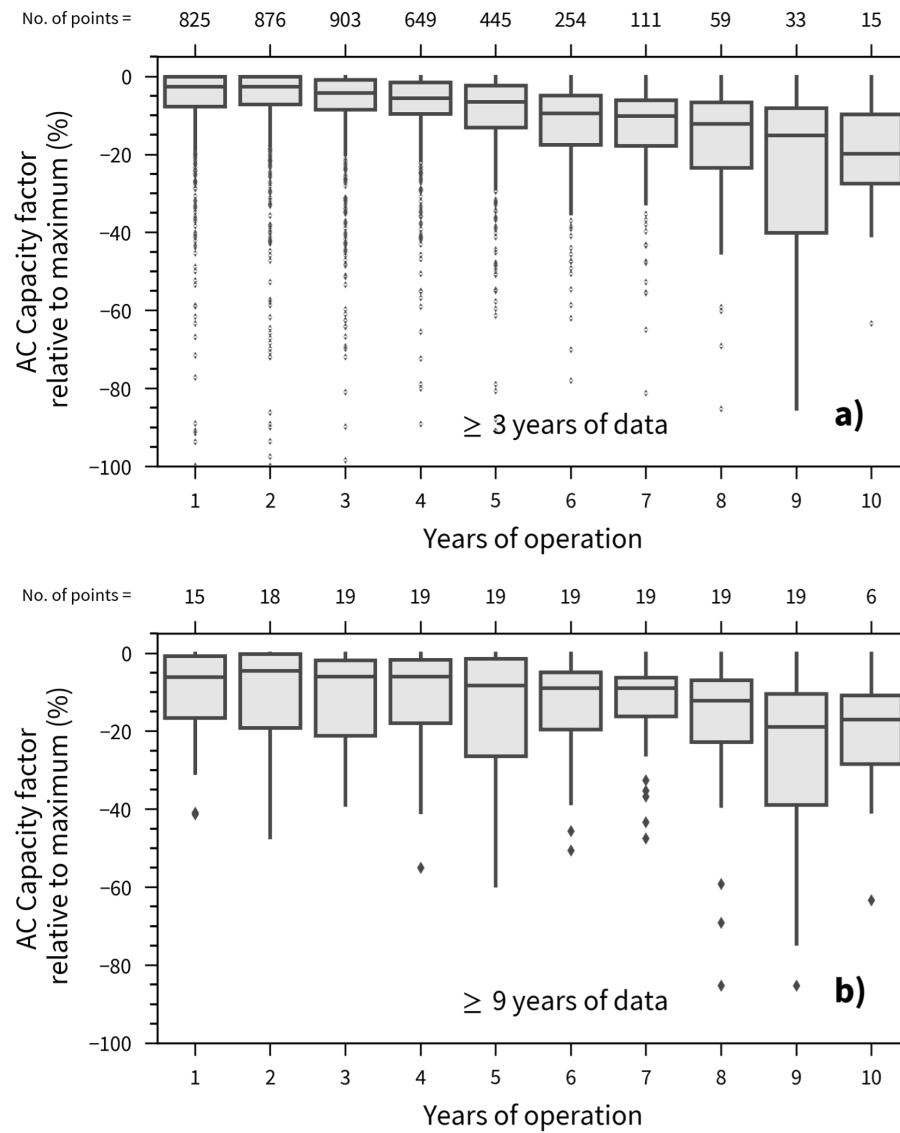 No. of points = 825 876 903 649 445 254 111 59 33 15
AC Capacity factor
relative to maximum (%)
0
−20
−40
−60
−80
−100
≥ 3 years of data
a)
1 2 3 4 5 6 7 8 9 10
Years of operation
No. of points = 15 18 19 19 19 19 19 19 19 6
AC Capacity factor
relative to maximum (%)
0
−20
−40
−60
−80
−100
≥ 9 years of data
b)
1 2 3 4 5 6 7 8 9 10
Years of operation